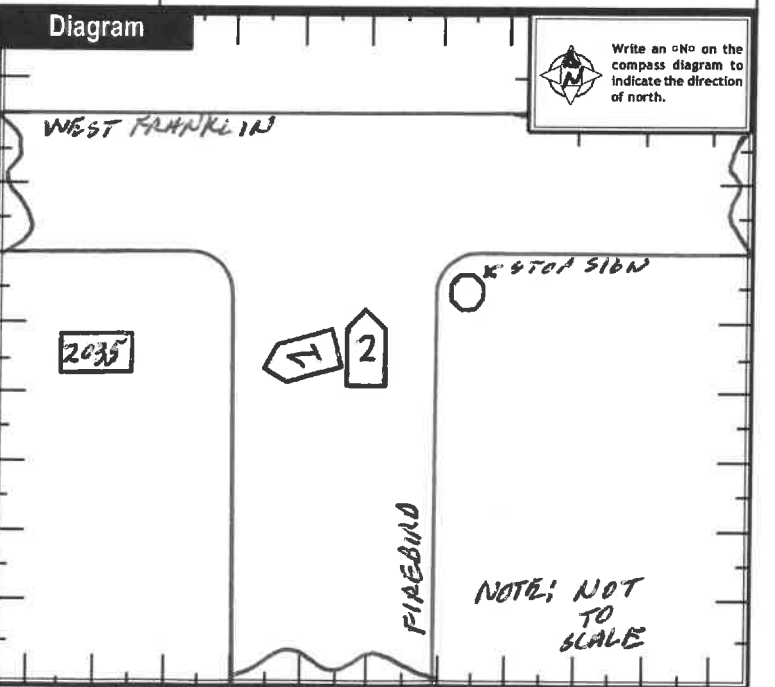 Diagram
Write an "N" on the
compass diagram to
indicate the direction
of north.
N
WEST FRANKLIN
STOP SIGN
2035
1
2
FIREBIRD
NOTE: NOT
TO
SCALE